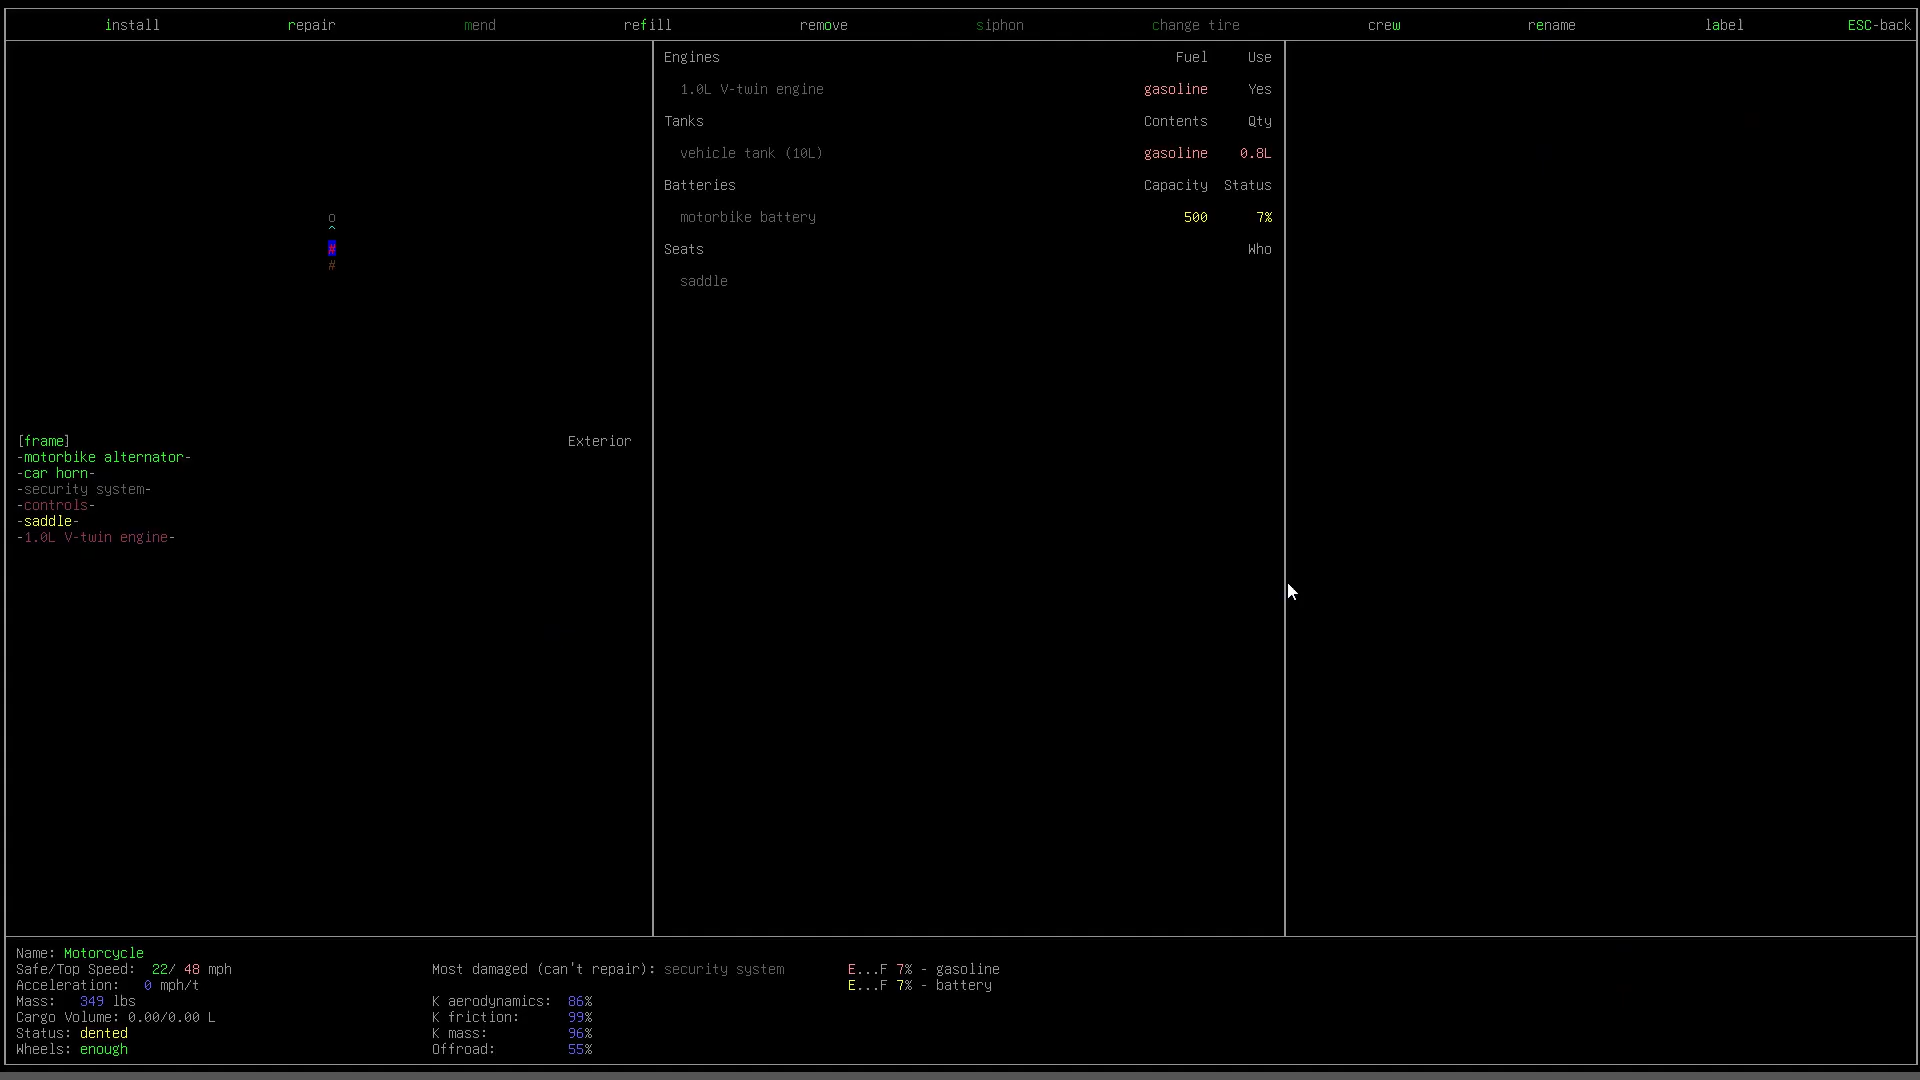 install repair mend refill remove siphon change tire crew rename label ESC-back
Engines Fuel Use
1.0L V-twin engine gasoline Yes
Tanks Contents Qty
vehicle tank (10L) gasoline 0.8L
Batteries Capacity Status
motorbike battery 500 7%
Seats Who
saddle
o
^
#
#
[frame] Exterior
-motorbike alternator-
-car horn-
-security system-
-controls-
-saddle-
-1.0L V-twin engine-
Name: Motorcycle
Safe/Top Speed: 22/ 48 mph
Acceleration: 0 mph/t
Mass: 349 lbs
Cargo Volume: 0.00/0.00 L
Status: dented
Wheels: enough
Most damaged (can't repair): security system
K aerodynamics: 86%
K friction: 99%
K mass: 96%
Offroad: 55%
E...F 7% - gasoline
E...F 7% - battery